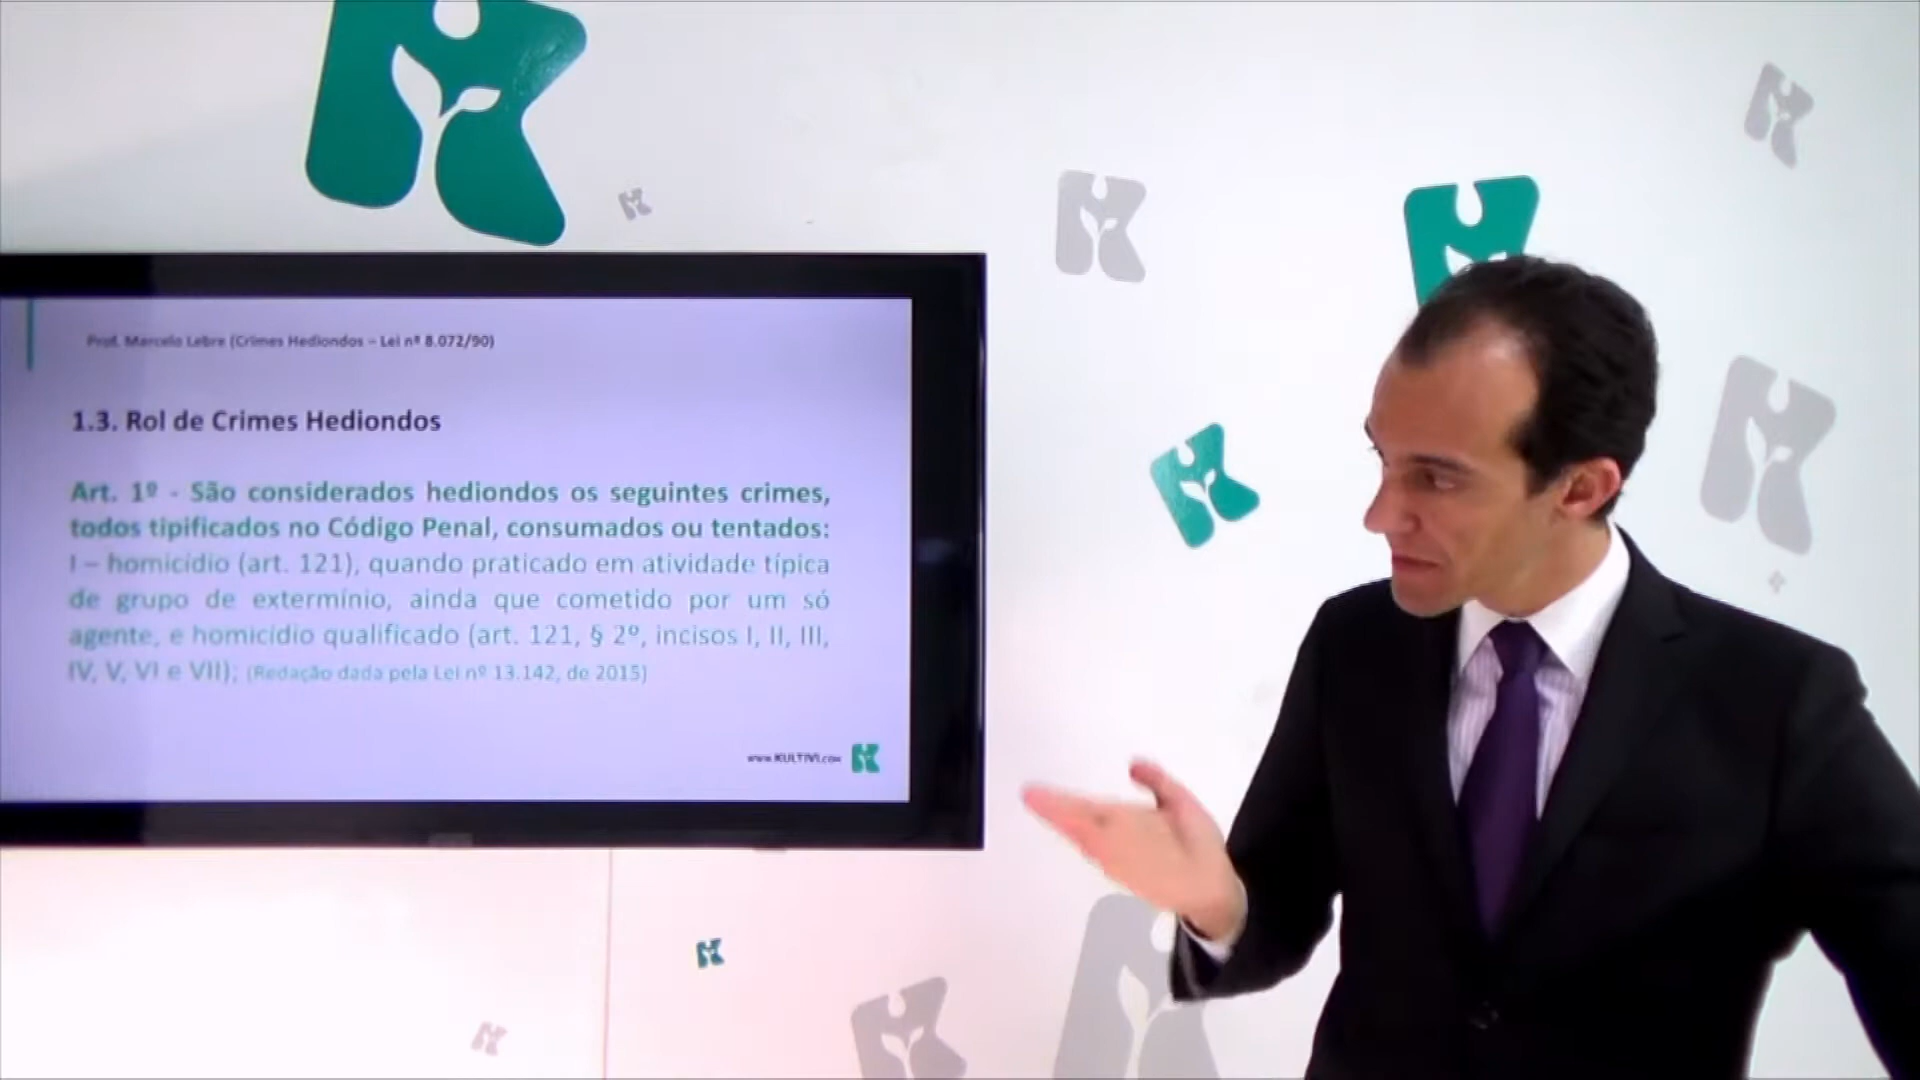 Prof. Marcelo Lebre (Crimes Hediondos – Lei nº 8.072/90)
1.3. Rol de Crimes Hediondos
Art. 1º - São considerados hediondos os seguintes crimes,
todos tipificados no Código Penal, consumados ou tentados:
I – homicídio (art. 121), quando praticado em atividade típica
de grupo de extermínio, ainda que cometido por um só
agente, e homicídio qualificado (art. 121, § 2º, incisos I, II, III,
IV, V, VI e VII); (Redação dada pela Lei nº 13.142, de 2015)
www.KULTIVI.com